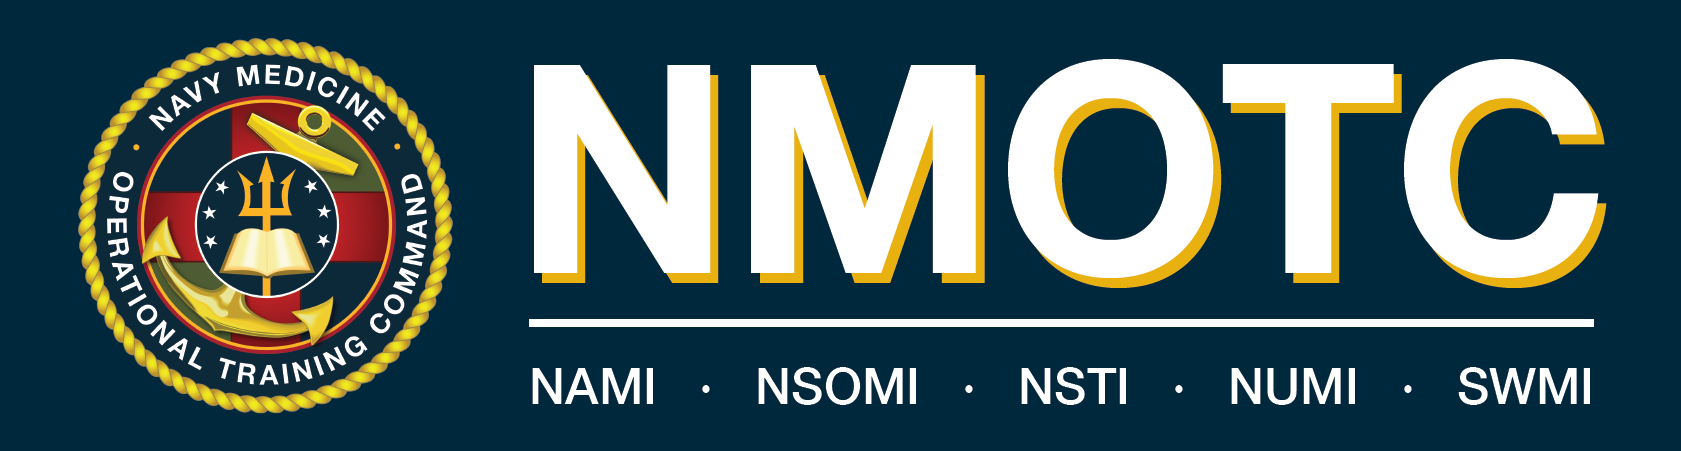 NAVY MEDICINE
OPERATIONAL TRAINING COMMAND
NMOTC
NAMI · NSOMI · NSTI · NUMI · SWMI